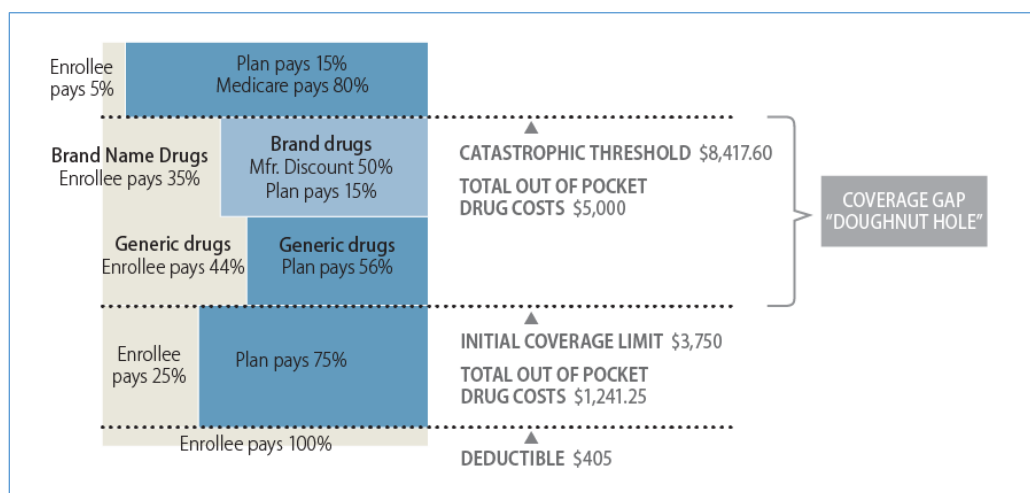 Enrollee
pays 5%
Plan pays 15%
Medicare pays 80%
Brand Name Drugs
Enrollee pays 35%
Brand drugs
Mfr. Discount 50%
Plan pays 15%
CATASTROPHIC THRESHOLD $8,417.60
TOTAL OUT OF POCKET
DRUG COSTS $5,000
COVERAGE GAP
"DOUGHNUT HOLE"
Generic drugs
Enrollee pays 44%
Generic drugs
Plan pays 56%
Enrollee
pays 25%
Plan pays 75%
INITIAL COVERAGE LIMIT $3,750
TOTAL OUT OF POCKET
DRUG COSTS $1,241.25
Enrollee pays 100%
DEDUCTIBLE $405